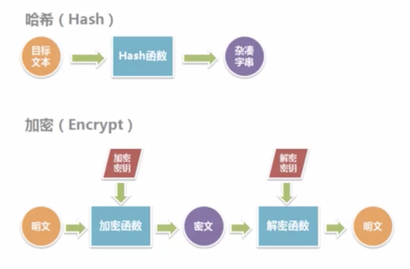 哈希（Hash）
目标
文本
Hash函数
杂凑
字串
加密（Encrypt）
加密
密钥
解密
密钥
明文
加密函数
密文
解密函数
明文